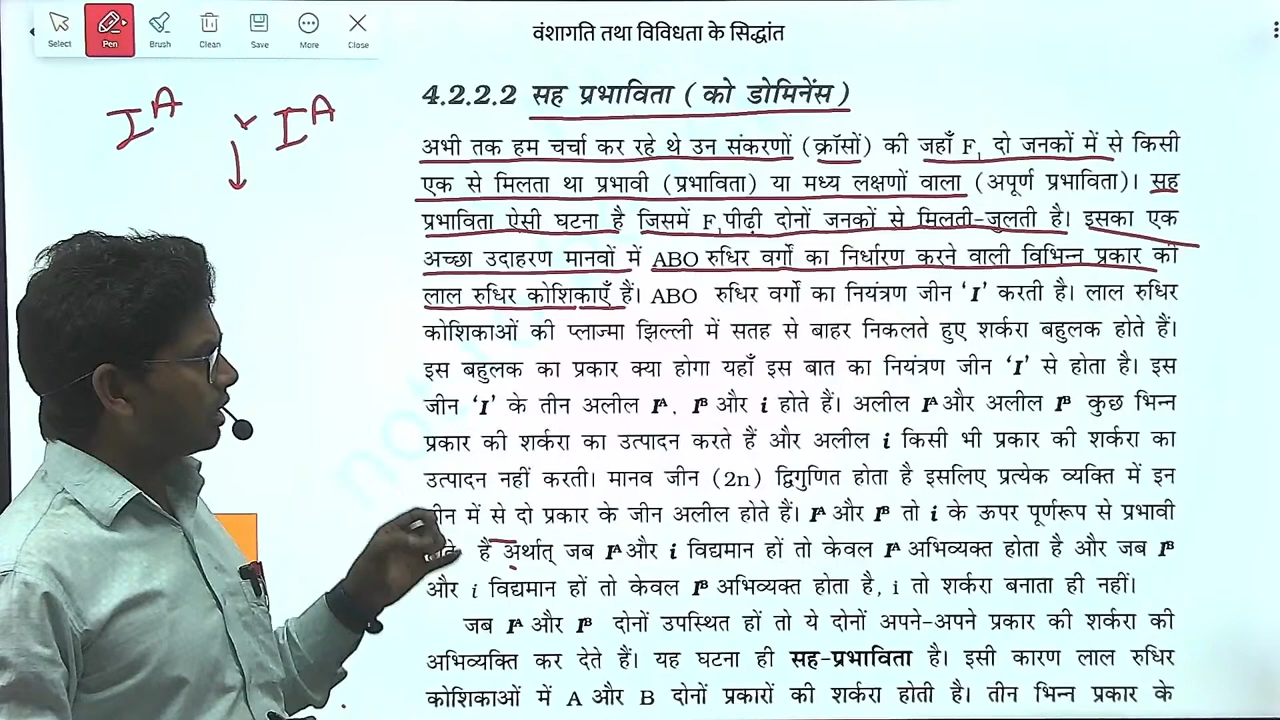 Select Pen Brush Clean Save More Close
वंशागति तथा विविधता के सिद्धांत
I^A × I^A
4.2.2.2 सह प्रभाविता ( को डोमिनेंस )
अभी तक हम चर्चा कर रहे थे उन संकरणों (क्रॉसों) की जहाँ F₁ दो जनकों में से किसी
एक से मिलता था प्रभावी (प्रभाविता) या मध्य लक्षणों वाला (अपूर्ण प्रभाविता)। सह
प्रभाविता ऐसी घटना है जिसमें F₁पीढ़ी दोनों जनकों से मिलती-जुलती है। इसका एक
अच्छा उदाहरण मानवों में ABO रुधिर वर्गों का निर्धारण करने वाली विभिन्न प्रकार की
लाल रुधिर कोशिकाएँ हैं। ABO रुधिर वर्गों का नियंत्रण जीन ‘I’ करती है। लाल रुधिर
कोशिकाओं की प्लाज्मा झिल्ली में सतह से बाहर निकलते हुए शर्करा बहुलक होते हैं।
इस बहुलक का प्रकार क्या होगा यहाँ इस बात का नियंत्रण जीन ‘I’ से होता है। इस
जीन ‘I’ के तीन अलील Iᴬ, Iᴮ और i होते हैं। अलील Iᴬ और अलील Iᴮ कुछ भिन्न
प्रकार की शर्करा का उत्पादन करते हैं और अलील i किसी भी प्रकार की शर्करा का
उत्पादन नहीं करती। मानव जीन (2n) द्विगुणित होता है इसलिए प्रत्येक व्यक्ति में इन
में से दो प्रकार के जीन अलील होते हैं। Iᴬ और Iᴮ तो i के ऊपर पूर्णरूप से प्रभावी
हैं अर्थात् जब Iᴬ और i विद्यमान हों तो केवल Iᴬ अभिव्यक्त होता है और जब Iᴮ
और i विद्यमान हों तो केवल Iᴮ अभिव्यक्त होता है, i तो शर्करा बनाता ही नहीं।
जब Iᴬ और Iᴮ दोनों उपस्थित हों तो ये दोनों अपने-अपने प्रकार की शर्करा की
अभिव्यक्ति कर देते हैं। यह घटना ही सह-प्रभाविता है। इसी कारण लाल रुधिर
कोशिकाओं में A और B दोनों प्रकारों की शर्करा होती है। तीन भिन्न प्रकार के